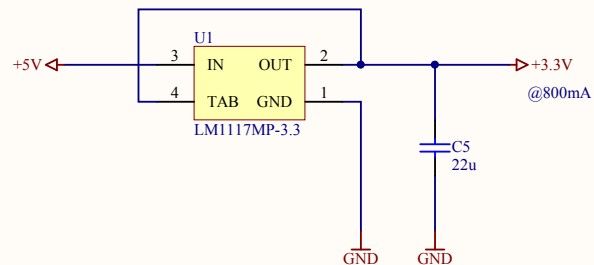 U1
+5V
3
IN
OUT
2
+3.3V
4
TAB
GND
1
@800mA
LM1117MP-3.3
C5
22u
GND
GND